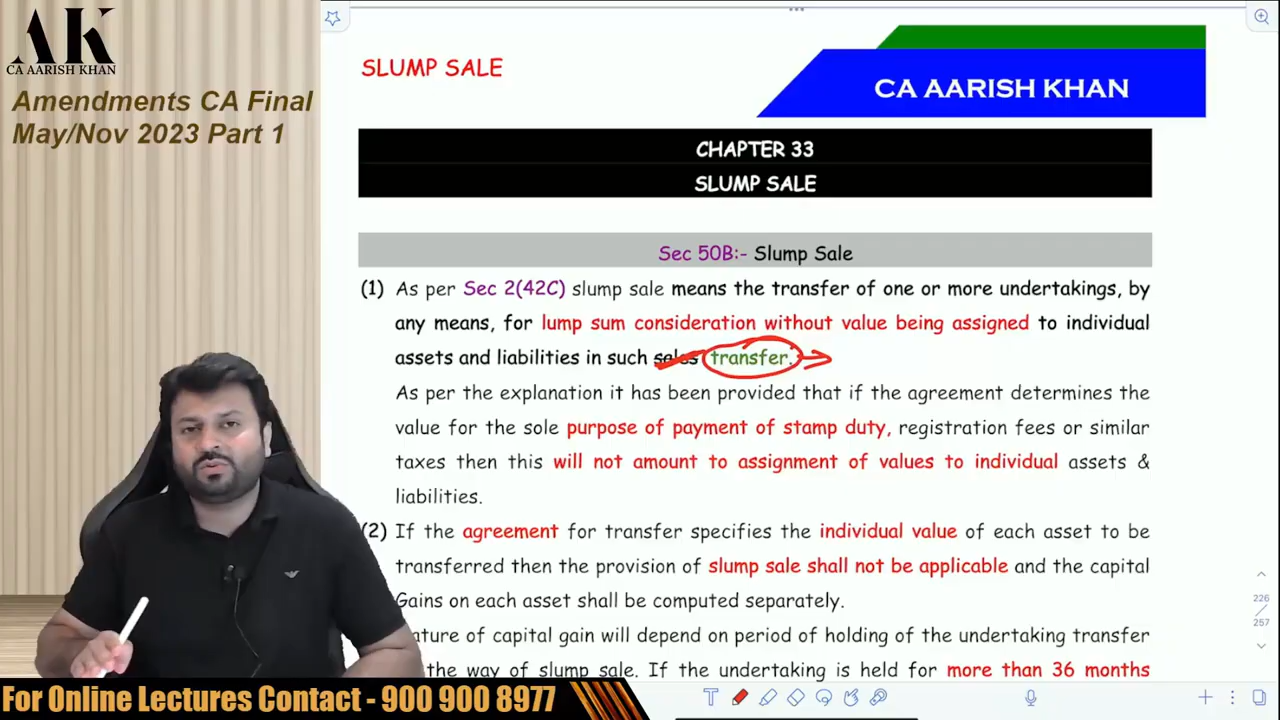 AK
CA AARISH KHAN
Amendments CA Final
May/Nov 2023 Part 1
SLUMP SALE
CA AARISH KHAN
CHAPTER 33
SLUMP SALE
Sec 50B:- Slump Sale
(1) As per Sec 2(42C) slump sale means the transfer of one or more undertakings, by
any means, for lump sum consideration without value being assigned to individual
assets and liabilities in such sales transfer.
As per the explanation it has been provided that if the agreement determines the
value for the sole purpose of payment of stamp duty, registration fees or similar
taxes then this will not amount to assignment of values to individual assets &
liabilities.
(2) If the agreement for transfer specifies the individual value of each asset to be
transferred then the provision of slump sale shall not be applicable and the capital
Gains on each asset shall be computed separately.
ature of capital gain will depend on period of holding of the undertaking transfer
the way of slump sale. If the undertaking is held for more than 36 months
226
257
For Online Lectures Contact - 900 900 8977